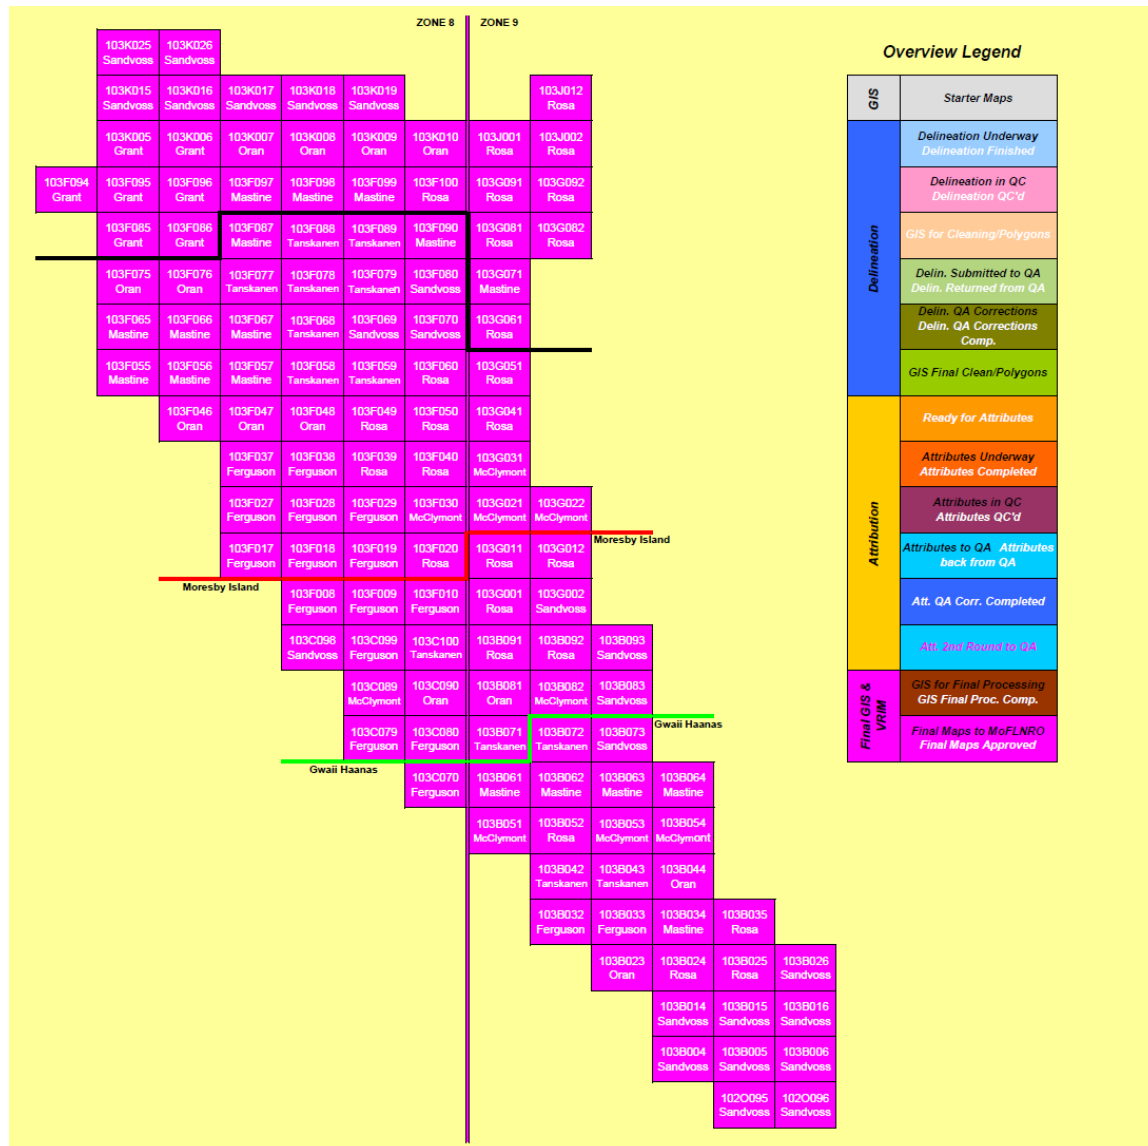 ZONE 8 ZONE 9
103K025 103K026
Sandvoss Sandvoss
103K015 103K016 103K017 103K018 103K019 103J012
Sandvoss Sandvoss Sandvoss Sandvoss Sandvoss Rosa
103K005 103K006 103K007 103K008 103K009 103K010 103J001 103J002
Grant Grant Oran Oran Oran Oran Rosa Rosa
103F094 103F095 103F096 103F097 103F098 103F099 103F100 103G091 103G092
Grant Grant Grant Mastine Mastine Mastine Rosa Rosa Rosa
103F085 103F086 103F087 103F088 103F089 103F090 103G081 103G082
Grant Grant Mastine Tanskanen Tanskanen Mastine Rosa Rosa
103F075 103F076 103F077 103F078 103F079 103F080 103G071
Oran Oran Tanskanen Tanskanen Tanskanen Sandvoss Mastine
103F065 103F066 103F067 103F068 103F069 103F070 103G061
Mastine Mastine Mastine Tanskanen Sandvoss Sandvoss Rosa
103F055 103F056 103F057 103F058 103F059 103F060 103G051
Mastine Mastine Mastine Tanskanen Tanskanen Rosa Rosa
103F046 103F047 103F048 103F049 103F050 103G041
Oran Oran Oran Rosa Rosa Rosa
103F037 103F038 103F039 103F040 103G031
Ferguson Ferguson Rosa Rosa McClymont
103F027 103F028 103F029 103F030 103G021 103G022
Ferguson Ferguson Ferguson McClymont McClymont McClymont
Moresby Island
103F017 103F018 103F019 103F020 103G011 103G012
Ferguson Ferguson Ferguson Rosa Rosa Rosa
Moresby Island
103F008 103F009 103F010 103G001 103G002
Ferguson Ferguson Ferguson Rosa Sandvoss
103C098 103C099 103C100 103B091 103B092 103B093
Sandvoss Ferguson Tanskanen Rosa Rosa Sandvoss
103C089 103C090 103B081 103B082 103B083
McClymont Oran Oran McClymont Sandvoss
Gwaii Haanas
103C079 103C080 103B071 103B072 103B073
Ferguson Ferguson Tanskanen Tanskanen Sandvoss
Gwaii Haanas
103C070 103B061 103B062 103B063 103B064
Ferguson Mastine Mastine Mastine Mastine
103B051 103B052 103B053 103B054
McClymont Rosa McClymont McClymont
103B042 103B043 103B044
Tanskanen Tanskanen Oran
103B032 103B033 103B034 103B035
Ferguson Ferguson Mastine Rosa
103B023 103B024 103B025 103B026
Oran Rosa Rosa Sandvoss
103B014 103B015 103B016
Sandvoss Sandvoss Sandvoss
103B004 103B005 103B006
Sandvoss Sandvoss Sandvoss
102O095 102O096
Sandvoss Sandvoss
Overview Legend
GIS
Starter Maps
Delineation
Delineation Underway
Delineation Finished
Delineation in QC
Delineation QC'd
GIS for Cleaning/Polygons
Delin. Submitted to QA
Delin. Returned from QA
Delin. QA Corrections
Delin. QA Corrections
Comp.
GIS Final Clean/Polygons
Attribution
Ready for Attributes
Attributes Underway
Attributes Completed
Attributes in QC
Attributes QC'd
Attributes to QA Attributes
back from QA
Att. QA Corr. Completed
Att. 2nd Round to QA
Final GIS &
VRIM
GIS for Final Processing
GIS Final Proc. Comp.
Final Maps to MoFLNRO
Final Maps Approved